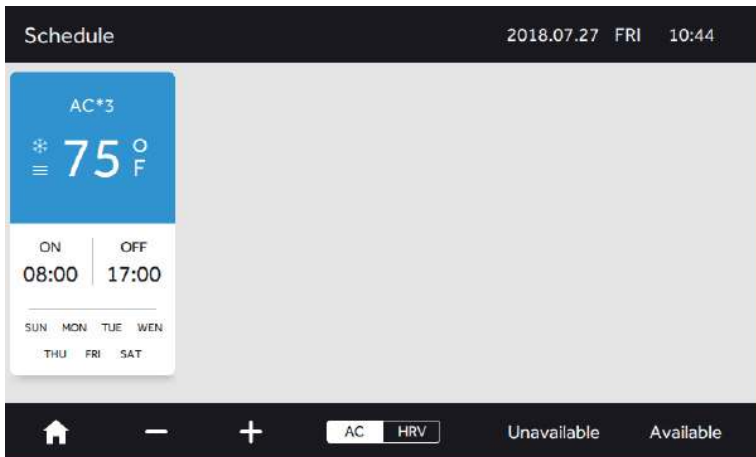 Schedule 2018.07.27 FRI 10:44
AC*3
75 °F
ON OFF
08:00 17:00
SUN MON TUE WEN
THU FRI SAT
AC HRV Unavailable Available